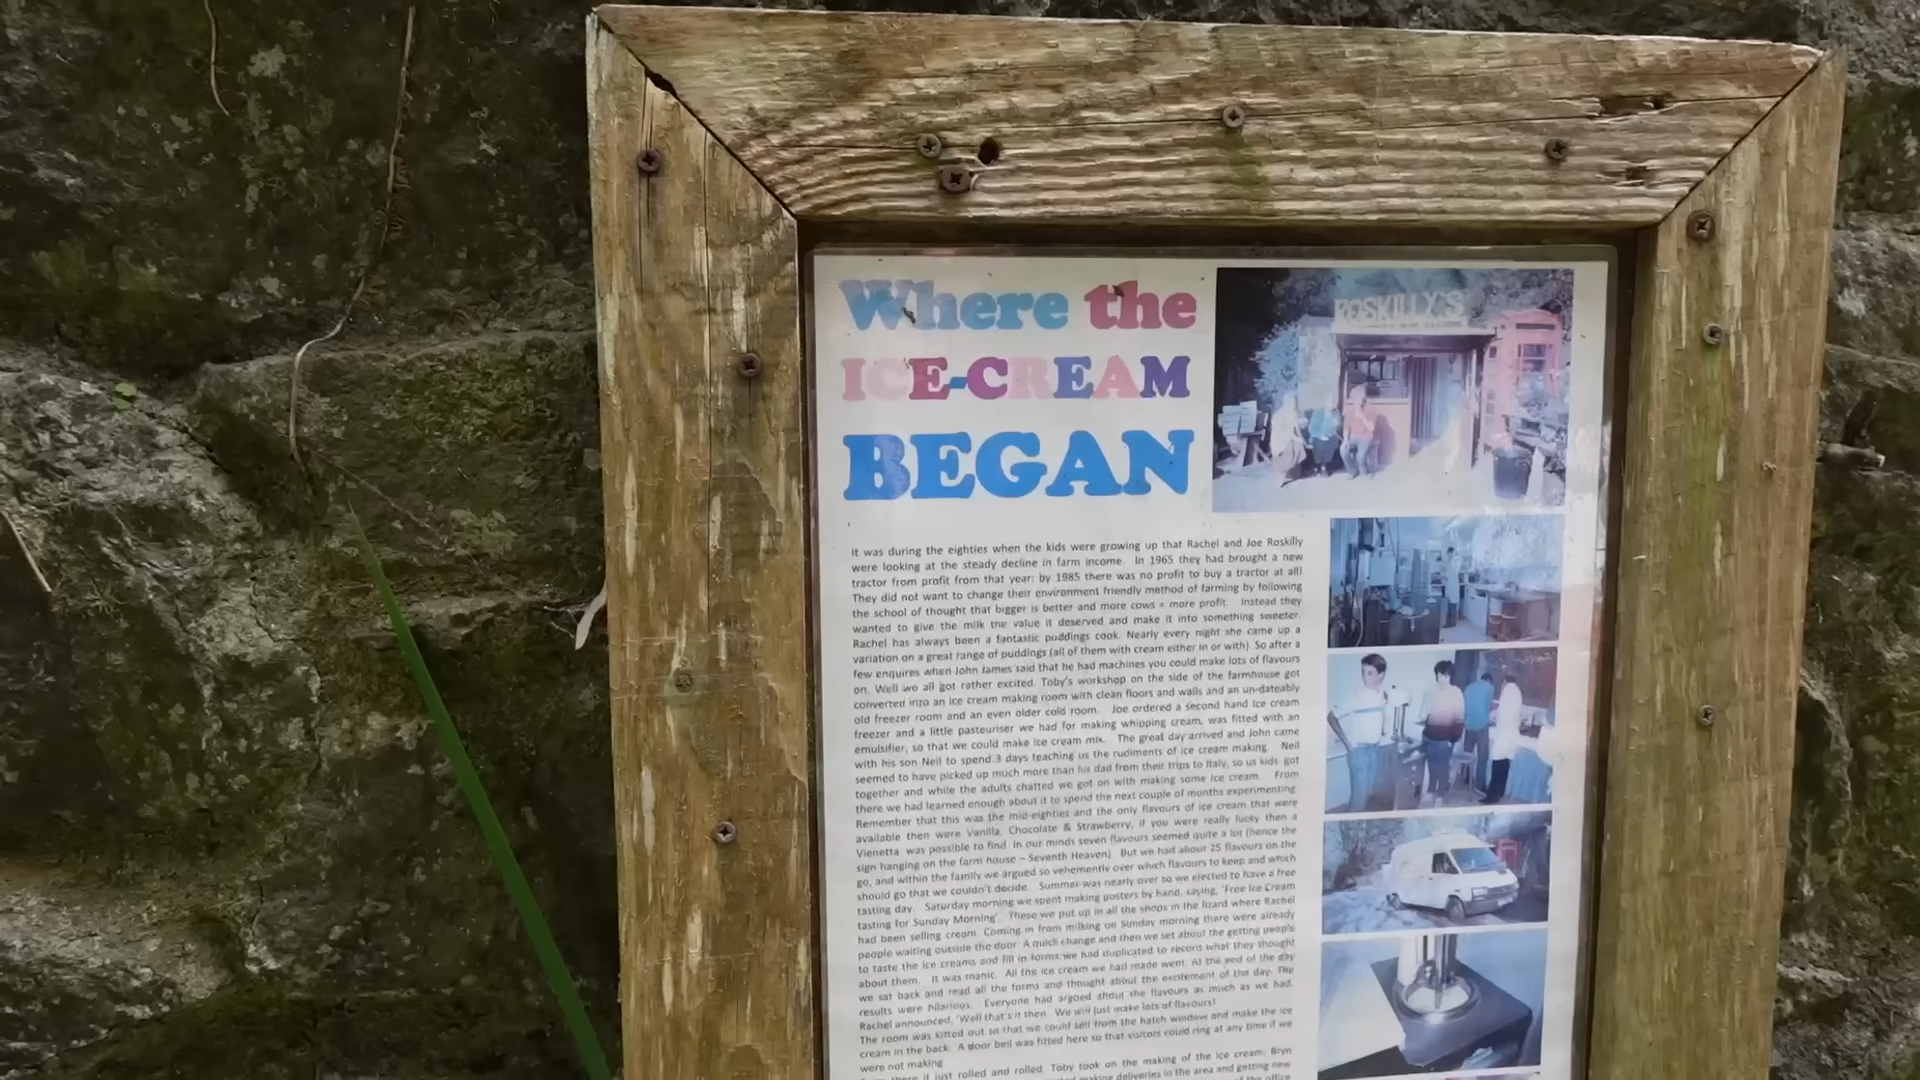 Where the
ICE-CREAM
BEGAN
ROSKILLY'S
It was during the eighties when the kids were growing up that Rachel and Joe Roskilly
were looking at the steady decline in farm income. In 1965 they had brought a new
tractor from profit from that year; by 1985 there was no profit to buy a tractor at all!
They did not want to change their environment friendly method of farming by following
the school of thought that bigger is better and more cows = more profit. Instead they
wanted to give the milk the value it deserved and make it into something sweeter.
Rachel has always been a fantastic puddings cook. Nearly every night she came up a
variation on a great range of puddings (all of them with cream either in or with). So after a
few enquires when John James said that he had machines you could make lots of flavours
on. Well we all got rather excited. Toby's workshop on the side of the farmhouse got
converted into an ice cream making room with clean floors and walls and an un-dateably
old freezer room and an even older cold room. Joe ordered a second hand Ice cream
freezer and a little pasteuriser we had for making whipping cream, was fitted with an
emulsifier, so that we could make ice cream mix. The great day arrived and John came
with his son Neil to spend 3 days teaching us the rudiments of ice cream making. Neil
seemed to have picked up much more than his dad from their trips to Italy, so us kids got
together and while the adults chatted we got on with making some ice cream. From
there we had learned enough about it to spend the next couple of months experimenting.
Remember that this was the mid-eighties and the only flavours of ice cream that were
available then were Vanilla, Chocolate & Strawberry, if you were really lucky then a
Vienetta was possible to find. In our minds seven flavours seemed quite a lot (hence the
sign hanging on the farm house – Seventh Heaven) But we had about 25 flavours on the
go, and within the family we argued so vehemently over which flavours to keep and which
should go that we couldn't decide. Summer was nearly over so we elected to have a free
tasting day. Saturday morning we spent making posters by hand, saying, 'Free Ice Cream
tasting for Sunday Morning'. These we put up in all the shops in the lizard where Rachel
had been selling cream. Coming in from milking on Sunday morning there were already
people waiting outside the door. A quick change and then we set about the getting people
to taste the ice creams and fill in forms we had duplicated to record what they thought
about them. It was manic. All the ice cream we had made went. At the end of the day
we sat back and read all the forms and thought about the excitement of the day. The
results were hilarious. Everyone had argued about the flavours as much as we had.
Rachel announced, 'Well that's it then. We will just make lots of flavours!
The room was kitted out so that we could sell from the hatch window and make the ice
cream in the back. A door bell was fitted here so that visitors could ring at any time if we
were not making.
there it just rolled and rolled. Toby took on the making of the ice cream; Bryn
making deliveries in the area and getting new
of the office